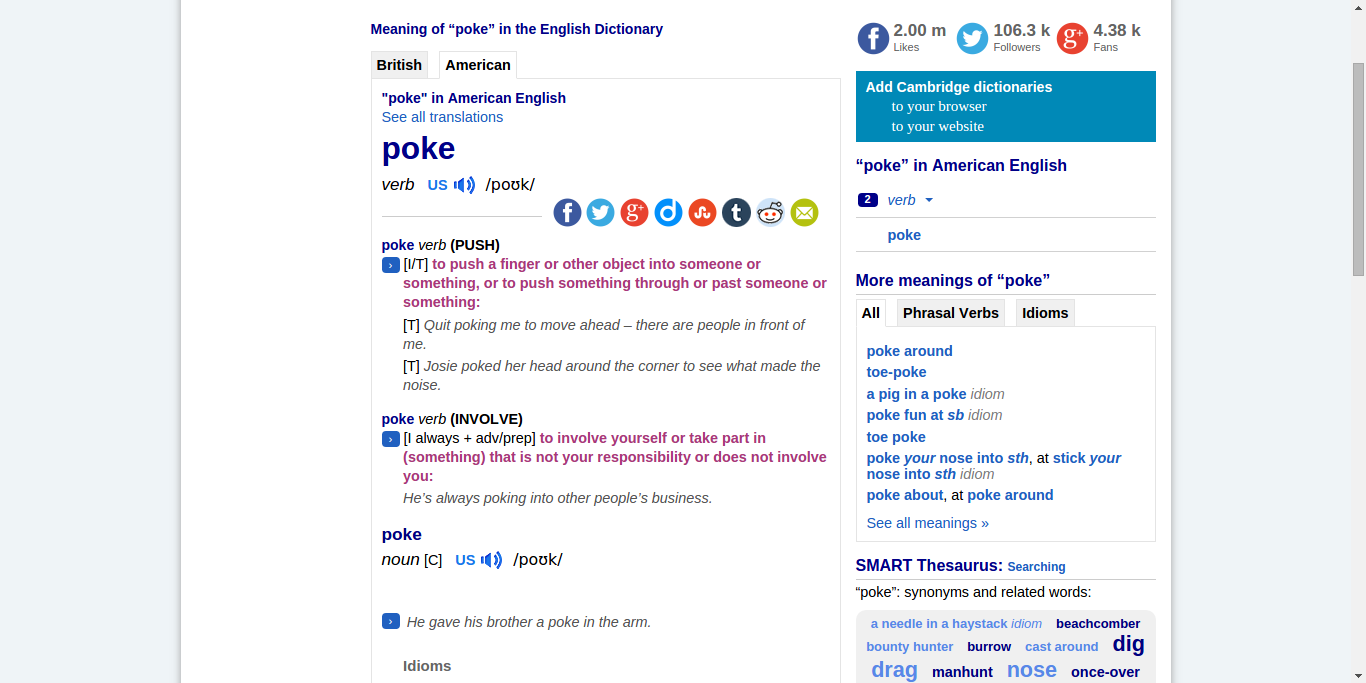 Meaning of “poke” in the English Dictionary
British
American
"poke" in American English
See all translations
poke
verb US /poʊk/
poke verb (PUSH)
› [I/T] to push a finger or other object into someone or
something, or to push something through or past someone or
something:
[T] Quit poking me to move ahead – there are people in front of
me.
[T] Josie poked her head around the corner to see what made the
noise.
poke verb (INVOLVE)
› [I always + adv/prep] to involve yourself or take part in
(something) that is not your responsibility or does not involve
you:
He’s always poking into other people’s business.
poke
noun [C] US /poʊk/
› He gave his brother a poke in the arm.
Idioms
2.00 m
Likes
106.3 k
Followers
4.38 k
Fans
Add Cambridge dictionaries
to your browser
to your website
“poke” in American English
2 verb
poke
More meanings of “poke”
All
Phrasal Verbs
Idioms
poke around
toe-poke
a pig in a poke idiom
poke fun at sb idiom
toe poke
poke your nose into sth, at stick your
nose into sth idiom
poke about, at poke around
See all meanings »
SMART Thesaurus: Searching
“poke”: synonyms and related words:
a needle in a haystack idiom beachcomber
bounty hunter burrow cast around dig
drag manhunt nose once-over